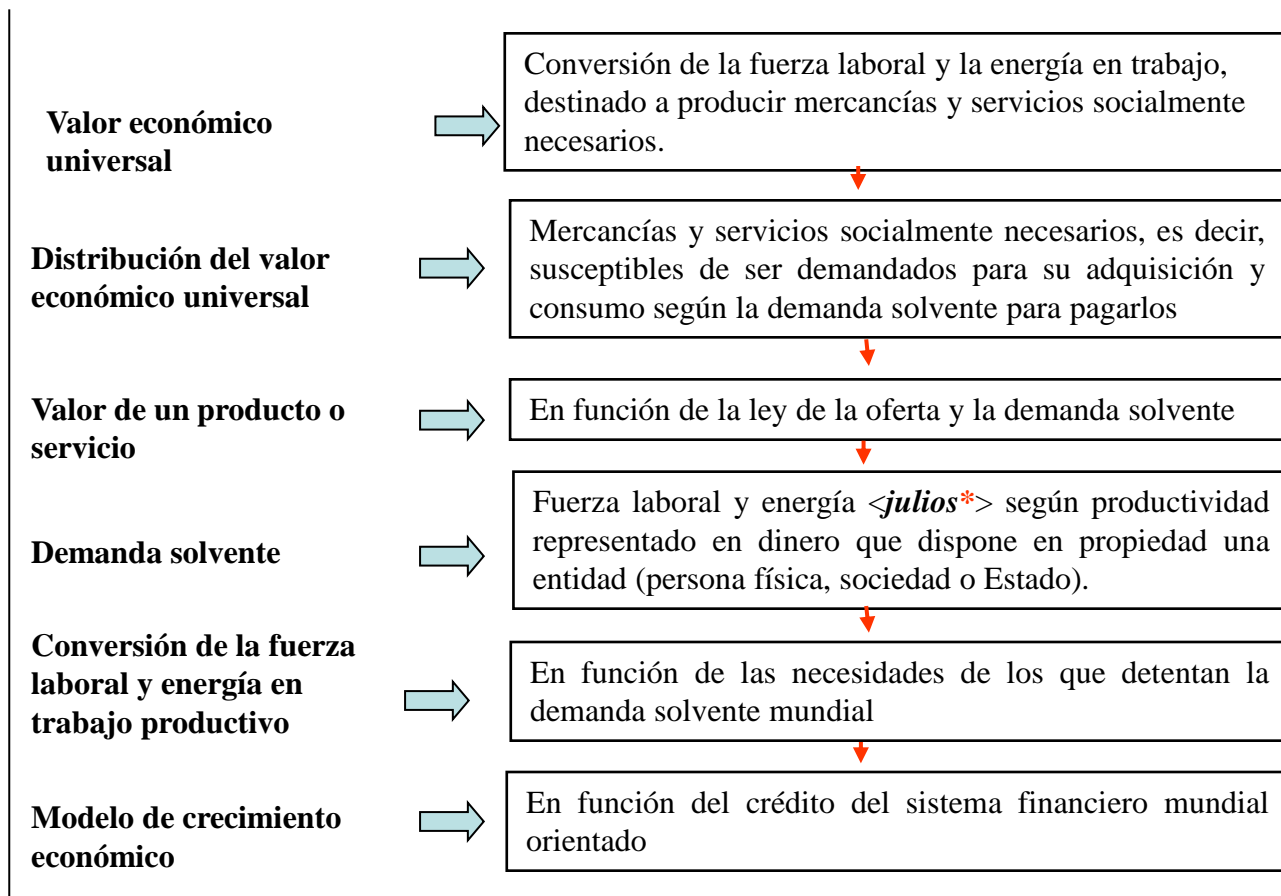 Valor económico
universal
Conversión de la fuerza laboral y la energía en trabajo,
destinado a producir mercancías y servicios socialmente
necesarios.
Distribución del valor
económico universal
Mercancías y servicios socialmente necesarios, es decir,
susceptibles de ser demandados para su adquisición y
consumo según la demanda solvente para pagarlos
Valor de un producto o
servicio
En función de la ley de la oferta y la demanda solvente
Demanda solvente
Fuerza laboral y energía <julios*> según productividad
representado en dinero que dispone en propiedad una
entidad (persona física, sociedad o Estado).
Conversión de la fuerza
laboral y energía en
trabajo productivo
En función de las necesidades de los que detentan la
demanda solvente mundial
Modelo de crecimiento
económico
En función del crédito del sistema financiero mundial
orientado